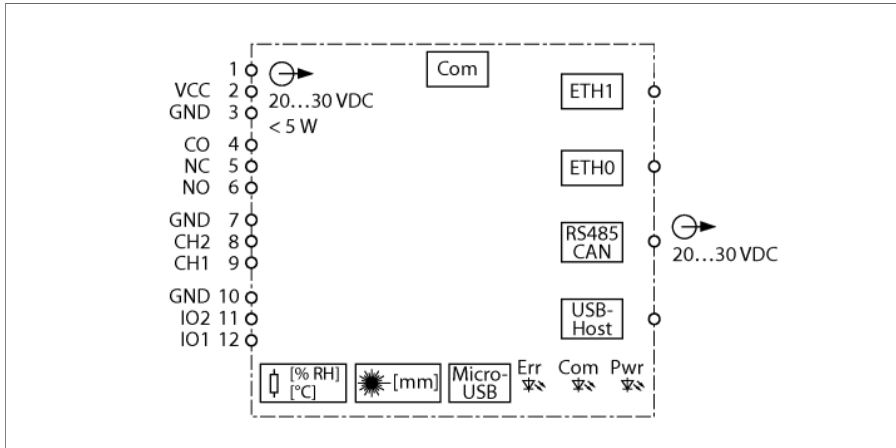 1
VCC 2
GND 3
20...30 VDC
< 5 W
CO 4
NC 5
NO 6
GND 7
CH2 8
CH1 9
GND 10
IO2 11
IO1 12
Com
ETH1
ETH0
RS485
CAN
20...30 VDC
USB-
Host
[% RH]
[°C]
[mm]
Micro-
USB
Err
Com
Pwr